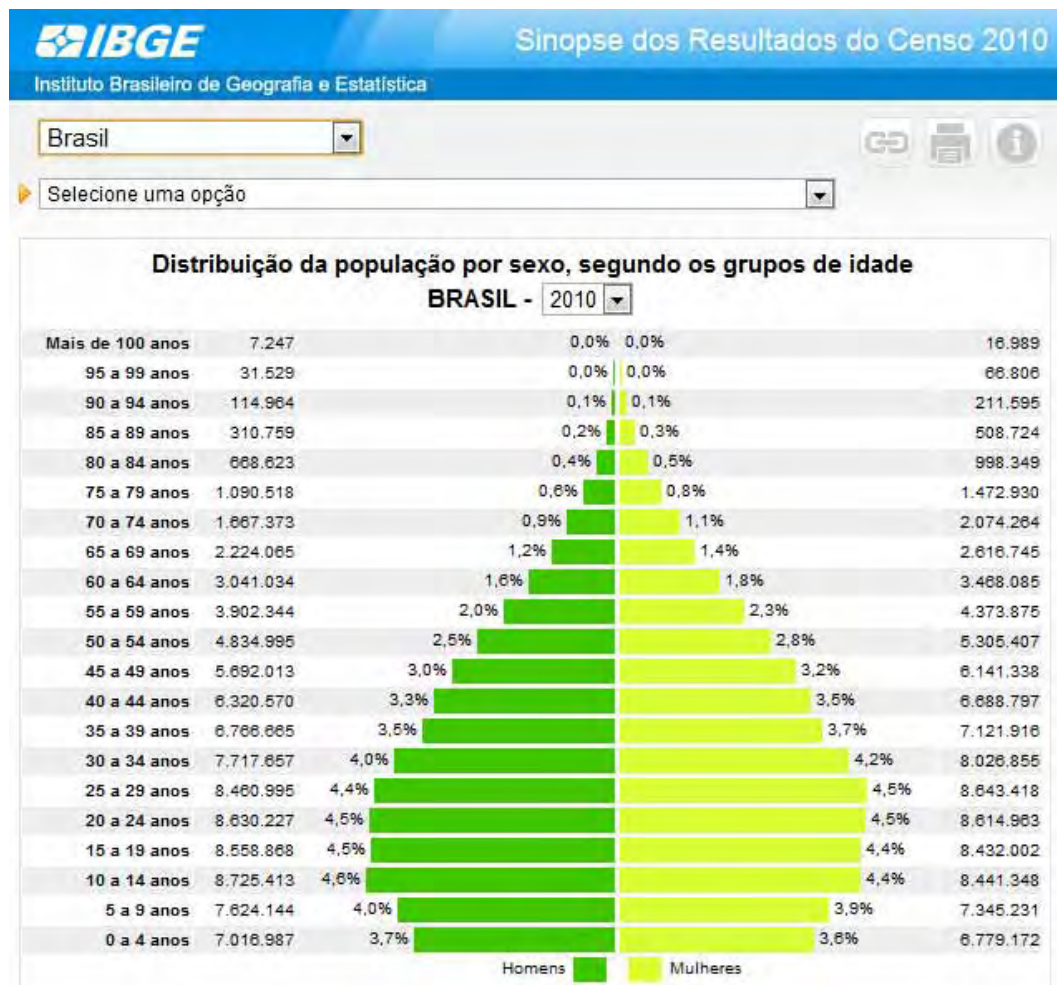 IBGE
Sinopse dos Resultados do Censo 2010
Instituto Brasileiro de Geografia e Estatística
Brasil
Selecione uma opção
Distribuição da população por sexo, segundo os grupos de idade
BRASIL - 2010
Mais de 100 anos 7.247 0,0% 0,0% 16.989
95 a 99 anos 31.529 0,0% 0,0% 66.806
90 a 94 anos 114.964 0,1% 0,1% 211.595
85 a 89 anos 310.759 0,2% 0,3% 508.724
80 a 84 anos 668.623 0,4% 0,5% 998.349
75 a 79 anos 1.090.518 0,6% 0,8% 1.472.930
70 a 74 anos 1.667.373 0,9% 1,1% 2.074.264
65 a 69 anos 2.224.065 1,2% 1,4% 2.616.745
60 a 64 anos 3.041.034 1,6% 1,8% 3.468.085
55 a 59 anos 3.902.344 2,0% 2,3% 4.373.875
50 a 54 anos 4.834.995 2,5% 2,8% 5.305.407
45 a 49 anos 5.692.013 3,0% 3,2% 6.141.338
40 a 44 anos 6.320.570 3,3% 3,5% 6.688.797
35 a 39 anos 6.766.665 3,5% 3,7% 7.121.916
30 a 34 anos 7.717.657 4,0% 4,2% 8.026.855
25 a 29 anos 8.460.995 4,4% 4,5% 8.643.418
20 a 24 anos 8.630.227 4,5% 4,5% 8.614.963
15 a 19 anos 8.558.868 4,5% 4,4% 8.432.002
10 a 14 anos 8.725.413 4,6% 4,4% 8.441.348
5 a 9 anos 7.624.144 4,0% 3,9% 7.345.231
0 a 4 anos 7.016.987 3,7% 3,6% 6.779.172
Homens Mulheres